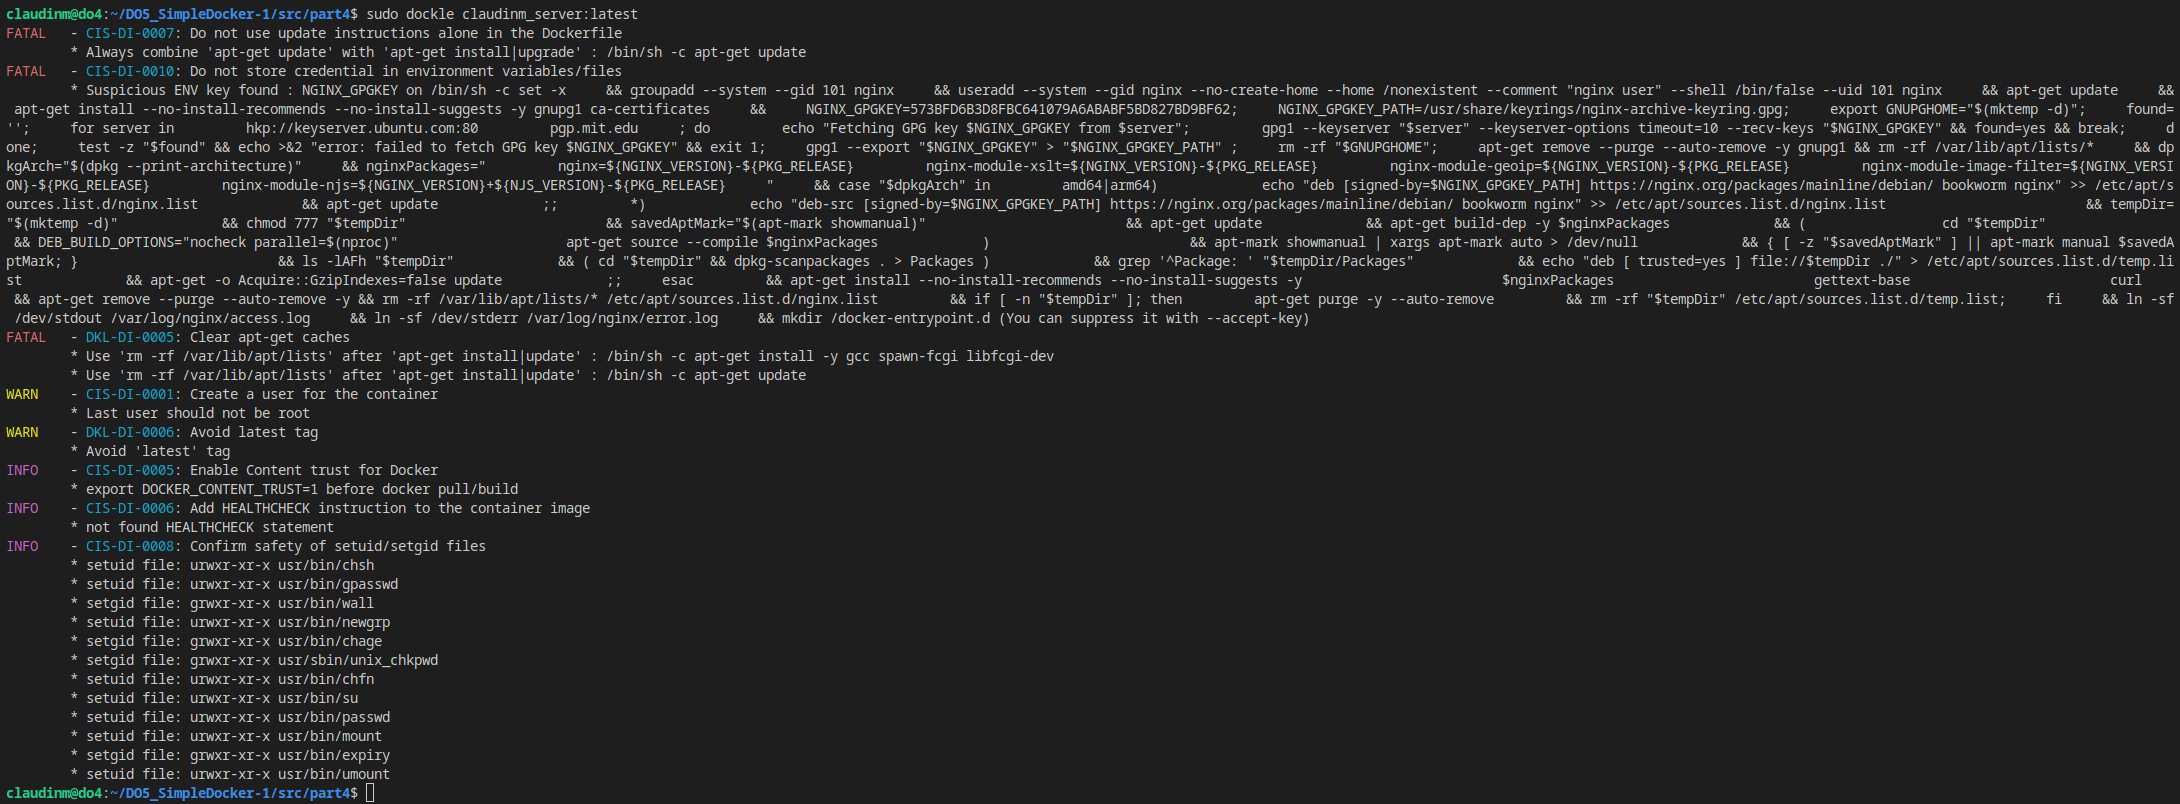 claudinm@do4:~/DO5_SimpleDocker-1/src/part4$ sudo dockle claudinm_server:latest
FATAL   - CIS-DI-0007: Do not use update instructions alone in the Dockerfile
        * Always combine 'apt-get update' with 'apt-get install|upgrade' : /bin/sh -c apt-get update
FATAL   - CIS-DI-0010: Do not store credential in environment variables/files
        * Suspicious ENV key found : NGINX_GPGKEY on /bin/sh -c set -x     && groupadd --system --gid 101 nginx     && useradd --system --gid nginx --no-create-home --home /nonexistent --comment "nginx user" --shell /bin/false --uid 101 nginx     && apt-get update     &&
 apt-get install --no-install-recommends --no-install-suggests -y gnupg1 ca-certificates     &&     NGINX_GPGKEY=573BFD6B3D8FBC641079A6ABABF5BD827BD9BF62;     NGINX_GPGKEY_PATH=/usr/share/keyrings/nginx-archive-keyring.gpg;     export GNUPGHOME="$(mktemp -d)";     found=
'';     for server in         hkp://keyserver.ubuntu.com:80         pgp.mit.edu     ; do         echo "Fetching GPG key $NGINX_GPGKEY from $server";         gpg1 --keyserver "$server" --keyserver-options timeout=10 --recv-keys "$NGINX_GPGKEY" && found=yes && break;     d
one;     test -z "$found" && echo >&2 "error: failed to fetch GPG key $NGINX_GPGKEY" && exit 1;     gpg1 --export "$NGINX_GPGKEY" > "$NGINX_GPGKEY_PATH" ;     rm -rf "$GNUPGHOME";     apt-get remove --purge --auto-remove -y gnupg1 && rm -rf /var/lib/apt/lists/*     && dp
kgArch="$(dpkg --print-architecture)"     && nginxPackages="         nginx=${NGINX_VERSION}-${PKG_RELEASE}         nginx-module-xslt=${NGINX_VERSION}-${PKG_RELEASE}         nginx-module-geoip=${NGINX_VERSION}-${PKG_RELEASE}         nginx-module-image-filter=${NGINX_VERSI
ON}-${PKG_RELEASE}         nginx-module-njs=${NGINX_VERSION}+${NJS_VERSION}-${PKG_RELEASE}     "     && case "$dpkgArch" in         amd64|arm64)             echo "deb [signed-by=$NGINX_GPGKEY_PATH] https://nginx.org/packages/mainline/debian/ bookworm nginx" >> /etc/apt/s
ources.list.d/nginx.list             && apt-get update             ;;         *)             echo "deb-src [signed-by=$NGINX_GPGKEY_PATH] https://nginx.org/packages/mainline/debian/ bookworm nginx" >> /etc/apt/sources.list.d/nginx.list                         && tempDir=
"$(mktemp -d)"             && chmod 777 "$tempDir"                         && savedAptMark="$(apt-mark showmanual)"                         && apt-get update             && apt-get build-dep -y $nginxPackages             && (                 cd "$tempDir"
 && DEB_BUILD_OPTIONS="nocheck parallel=$(nproc)"                     apt-get source --compile $nginxPackages             )                         && apt-mark showmanual | xargs apt-mark auto > /dev/null             && { [ -z "$savedAptMark" ] || apt-mark manual $savedA
ptMark; }                         && ls -lAFh "$tempDir"             && ( cd "$tempDir" && dpkg-scanpackages . > Packages )             && grep '^Package: ' "$tempDir/Packages"             && echo "deb [ trusted=yes ] file://$tempDir ./" > /etc/apt/sources.list.d/temp.li
st             && apt-get -o Acquire::GzipIndexes=false update             ;;     esac         && apt-get install --no-install-recommends --no-install-suggests -y                         $nginxPackages                         gettext-base                         curl
 && apt-get remove --purge --auto-remove -y && rm -rf /var/lib/apt/lists/* /etc/apt/sources.list.d/nginx.list         && if [ -n "$tempDir" ]; then         apt-get purge -y --auto-remove         && rm -rf "$tempDir" /etc/apt/sources.list.d/temp.list;     fi     && ln -sf
 /dev/stdout /var/log/nginx/access.log     && ln -sf /dev/stderr /var/log/nginx/error.log     && mkdir /docker-entrypoint.d (You can suppress it with --accept-key)
FATAL   - DKL-DI-0005: Clear apt-get caches
        * Use 'rm -rf /var/lib/apt/lists' after 'apt-get install|update' : /bin/sh -c apt-get install -y gcc spawn-fcgi libfcgi-dev
        * Use 'rm -rf /var/lib/apt/lists' after 'apt-get install|update' : /bin/sh -c apt-get update
WARN    - CIS-DI-0001: Create a user for the container
        * Last user should not be root
WARN    - DKL-DI-0006: Avoid latest tag
        * Avoid 'latest' tag
INFO    - CIS-DI-0005: Enable Content trust for Docker
        * export DOCKER_CONTENT_TRUST=1 before docker pull/build
INFO    - CIS-DI-0006: Add HEALTHCHECK instruction to the container image
        * not found HEALTHCHECK statement
INFO    - CIS-DI-0008: Confirm safety of setuid/setgid files
        * setuid file: urwxr-xr-x usr/bin/chsh
        * setuid file: urwxr-xr-x usr/bin/gpasswd
        * setgid file: grwxr-xr-x usr/bin/wall
        * setuid file: urwxr-xr-x usr/bin/newgrp
        * setgid file: grwxr-xr-x usr/bin/chage
        * setgid file: grwxr-xr-x usr/sbin/unix_chkpwd
        * setuid file: urwxr-xr-x usr/bin/chfn
        * setuid file: urwxr-xr-x usr/bin/su
        * setuid file: urwxr-xr-x usr/bin/passwd
        * setuid file: urwxr-xr-x usr/bin/mount
        * setgid file: grwxr-xr-x usr/bin/expiry
        * setuid file: urwxr-xr-x usr/bin/umount
claudinm@do4:~/DO5_SimpleDocker-1/src/part4$